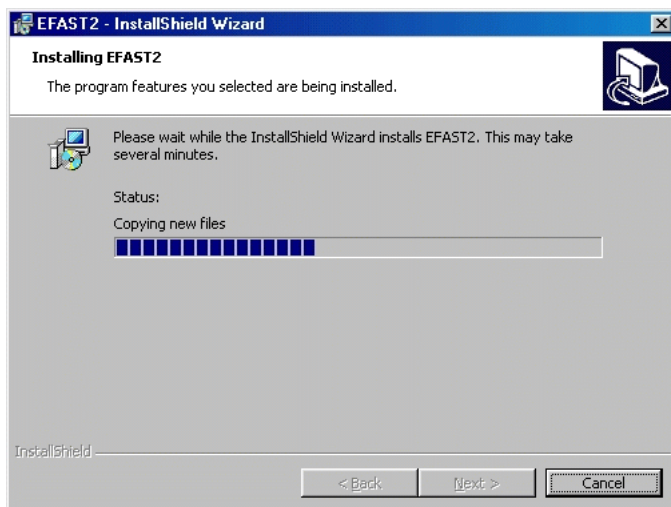 EFAST2 - InstallShield Wizard
Installing EFAST2
The program features you selected are being installed.
Please wait while the InstallShield Wizard installs EFAST2. This may take
several minutes.
Status:
Copying new files
InstallShield
< Back
Next >
Cancel